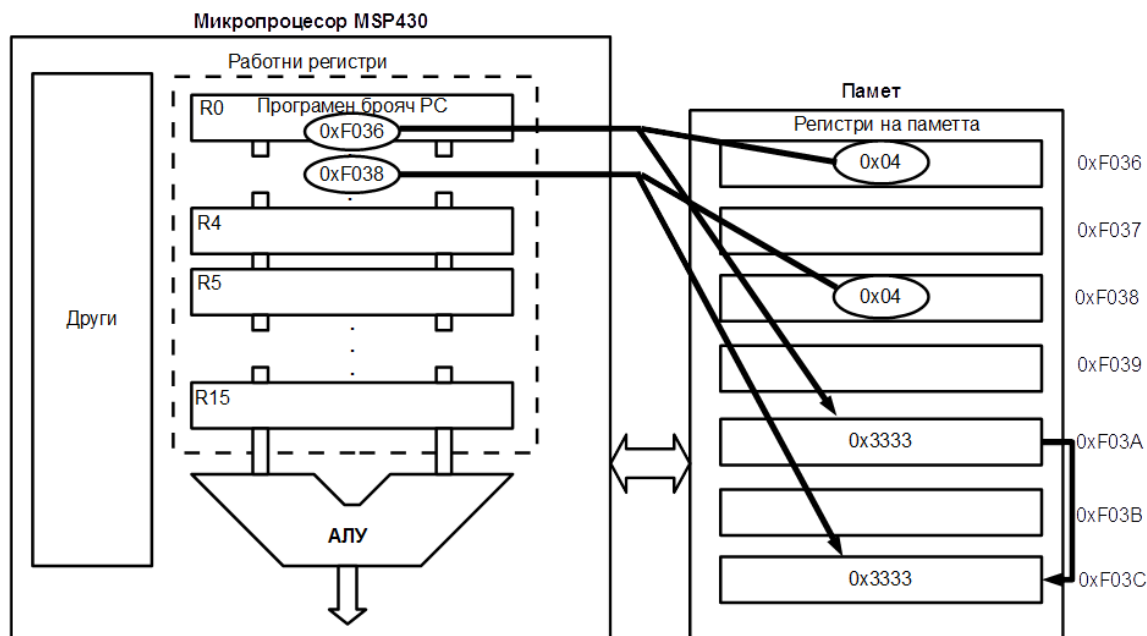 Микропроцесор MSP430
Работни регистри
R0
Програмен брояч PC
0xF036
0xF038
R4
R5
Други
R15
АЛУ
Памет
Регистри на паметта
0x04
0xF036
0xF037
0x04
0xF038
0xF039
0x3333
0xF03A
0xF03B
0x3333
0xF03C